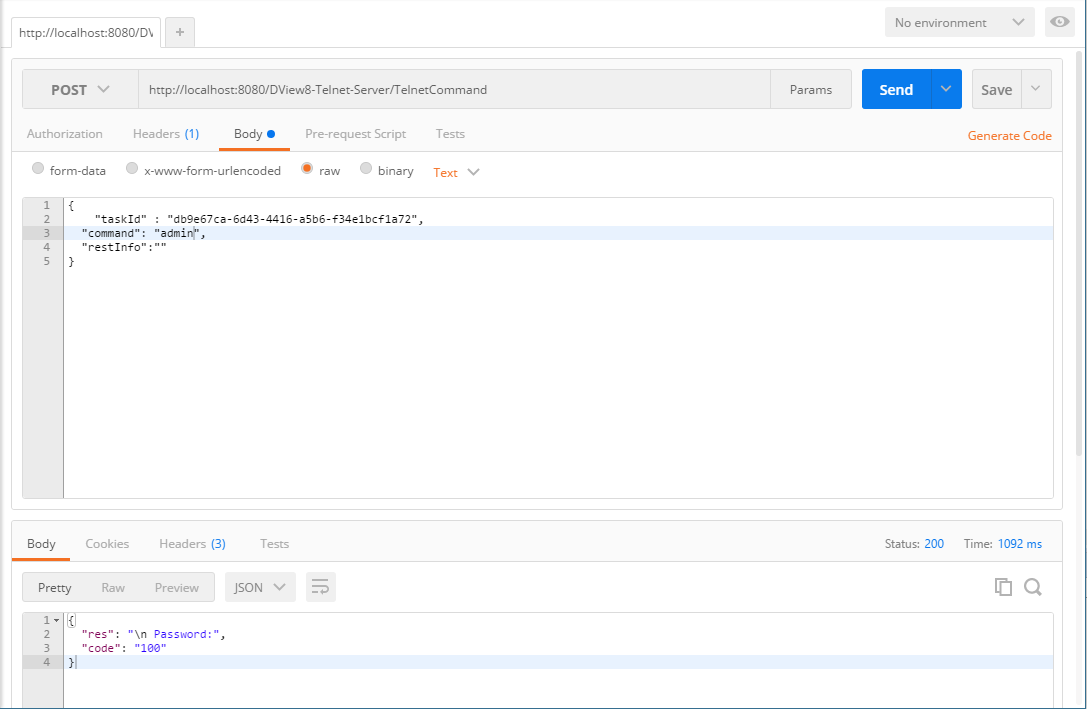 http://localhost:8080/DV
+
No environment
POST
http://localhost:8080/DView8-Telnet-Server/TelnetCommand
Params
Send
Save
Authorization
Headers (1)
Body
Pre-request Script
Tests
Generate Code
form-data
x-www-form-urlencoded
raw
binary
Text
1 {
2 "taskId" : "db9e67ca-6d43-4416-a5b6-f34e1bcf1a72",
3 "command": "admin",
4 "restInfo":""
5 }
Body
Cookies
Headers (3)
Tests
Status: 200
Time: 1092 ms
Pretty
Raw
Preview
JSON
1 {
2 "res": "\n Password:",
3 "code": "100"
4 }